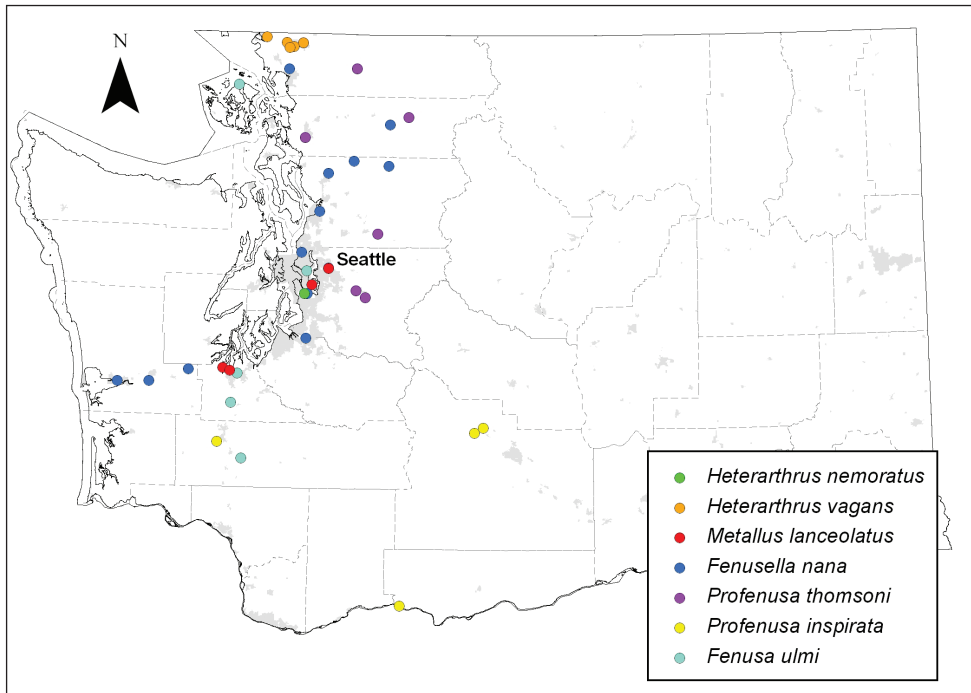 N
Seattle
Heterarthrus nemoratus
Heterarthrus vagans
Metallus lanceolatus
Fenusella nana
Profenusa thomsoni
Profenusa inspirata
Fenusa ulmi